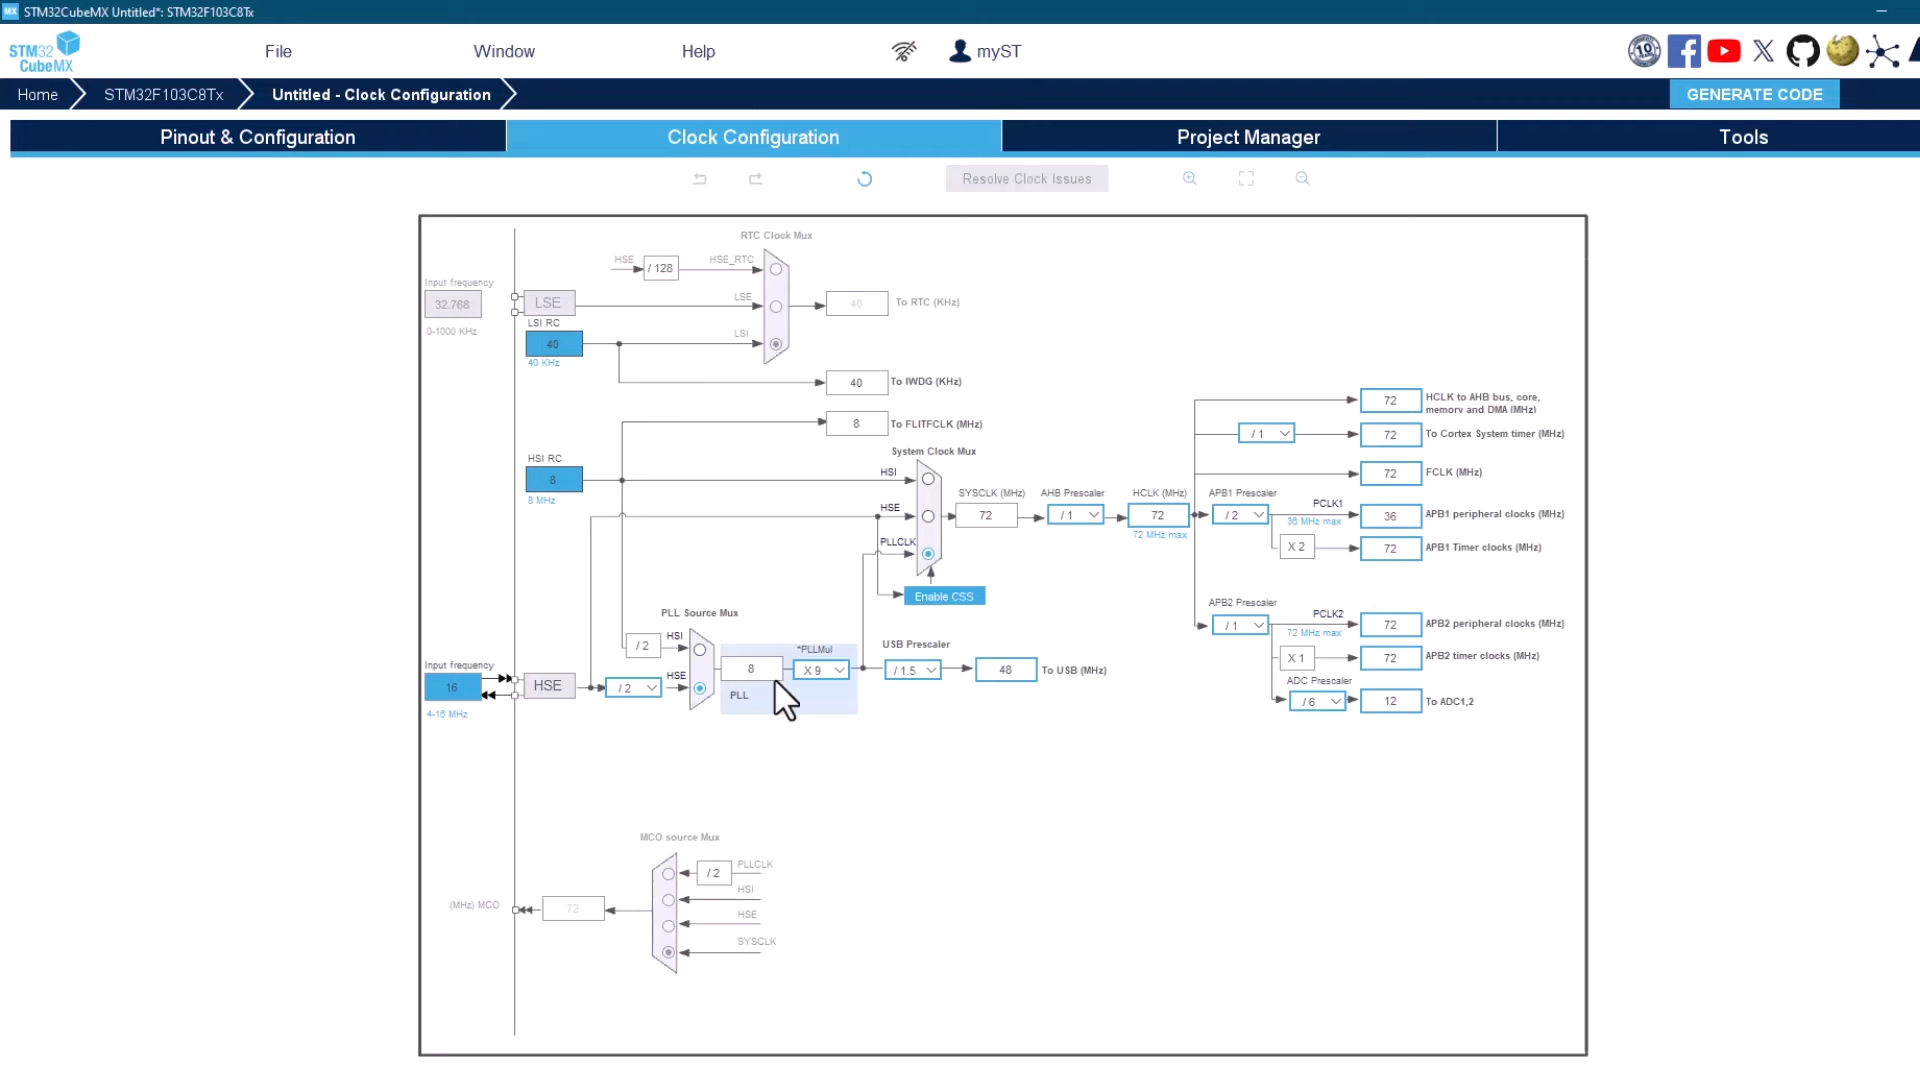 MX STM32CubeMX Untitled*: STM32F103C8Tx
STM32
CubeMX
File
Window
Help
myST
10
Home
STM32F103C8Tx
Untitled - Clock Configuration
GENERATE CODE
Pinout & Configuration
Clock Configuration
Project Manager
Tools
Resolve Clock Issues
RTC Clock Mux
HSE
/ 128
HSE_RTC
Input frequency
32.768
0-1000 KHz
LSE
LSE
40
To RTC (KHz)
LSI RC
40
40 KHz
LSI
40
To IWDG (KHz)
8
To FLITFCLK (MHz)
HSI RC
8
8 MHz
System Clock Mux
HSI
HSE
PLLCLK
Enable CSS
SYSCLK (MHz)
72
AHB Prescaler
/ 1
HCLK (MHz)
72
72 MHz max
72
HCLK to AHB bus, core,
memory and DMA (MHz)
/ 1
72
To Cortex System timer (MHz)
72
FCLK (MHz)
APB1 Prescaler
/ 2
PCLK1
36 MHz max
36
APB1 peripheral clocks (MHz)
X 2
72
APB1 Timer clocks (MHz)
APB2 Prescaler
/ 1
PCLK2
72 MHz max
72
APB2 peripheral clocks (MHz)
X 1
72
APB2 timer clocks (MHz)
ADC Prescaler
/ 6
12
To ADC1,2
PLL Source Mux
/ 2
HSI
Input frequency
16
4-16 MHz
HSE
/ 2
HSE
8
PLL
*PLLMul
X 9
USB Prescaler
/ 1.5
48
To USB (MHz)
MCO source Mux
/ 2
PLLCLK
HSI
HSE
SYSCLK
(MHz) MCO
72